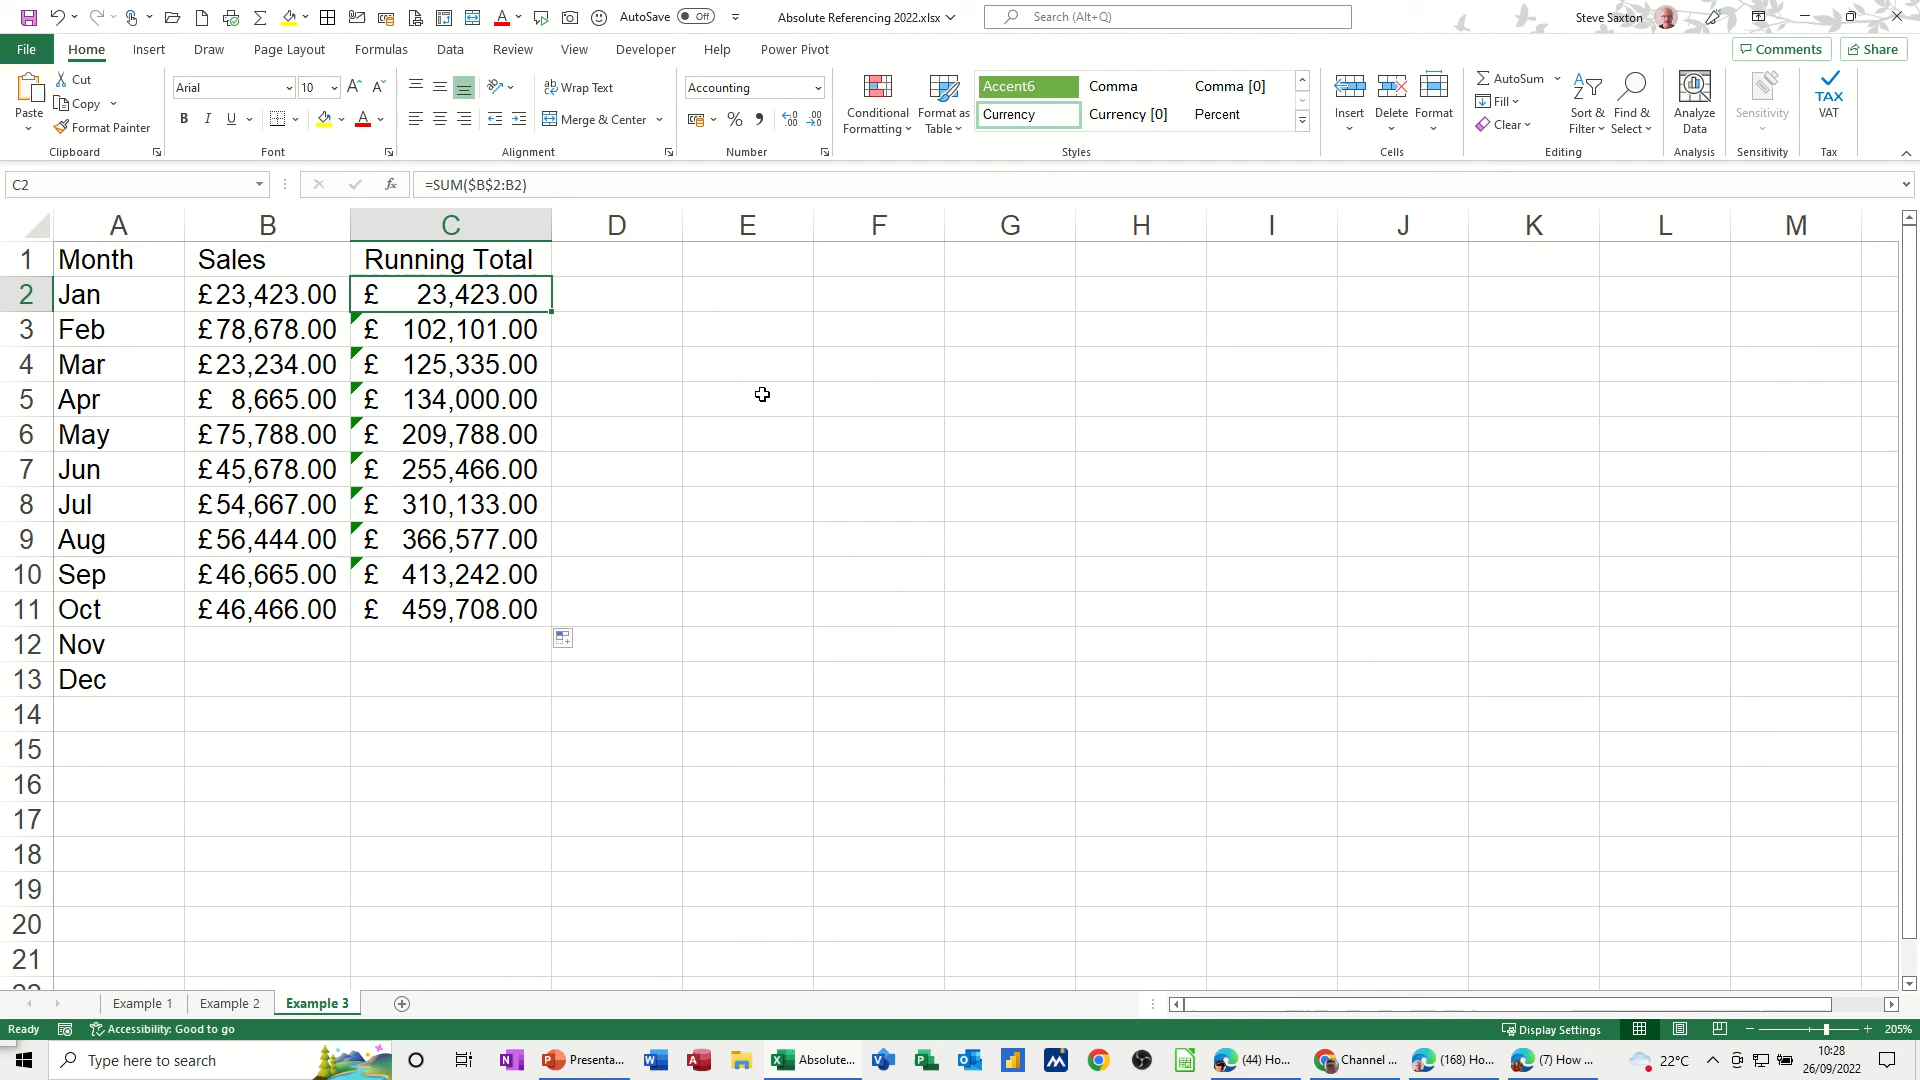 AutoSave Off Absolute Referencing 2022.xlsx Search (Alt+Q) Steve Saxton
File Home Insert Draw Page Layout Formulas Data Review View Developer Help Power Pivot Comments Share
Paste Cut Copy Format Painter Clipboard
Arial 10 B I U Font
Wrap Text Merge & Center Alignment
Accounting % Number
Conditional Formatting Format as Table
Accent6 Comma Comma [0]
Currency Currency [0] Percent
Styles
Insert Delete Format Cells
AutoSum Fill Clear Sort & Filter Find & Select Editing
Analyze Data Analysis
Sensitivity Sensitivity
TAX VAT Tax
C2 fx =SUM($B$2:B2)
A B C D E F G H I J K L M
1 Month Sales Running Total
2 Jan £23,423.00 £ 23,423.00
3 Feb £78,678.00 £ 102,101.00
4 Mar £23,234.00 £ 125,335.00
5 Apr £ 8,665.00 £ 134,000.00
6 May £75,788.00 £ 209,788.00
7 Jun £45,678.00 £ 255,466.00
8 Jul £54,667.00 £ 310,133.00
9 Aug £56,444.00 £ 366,577.00
10 Sep £46,665.00 £ 413,242.00
11 Oct £46,466.00 £ 459,708.00
12 Nov
13 Dec
14
15
16
17
18
19
20
21
22
Example 1 Example 2 Example 3
Ready Accessibility: Good to go Display Settings 205%
Type here to search Presenta... Absolute... (44) Ho... Channel ... (168) Ho... (7) How ... 22°C 10:28
26/09/2022